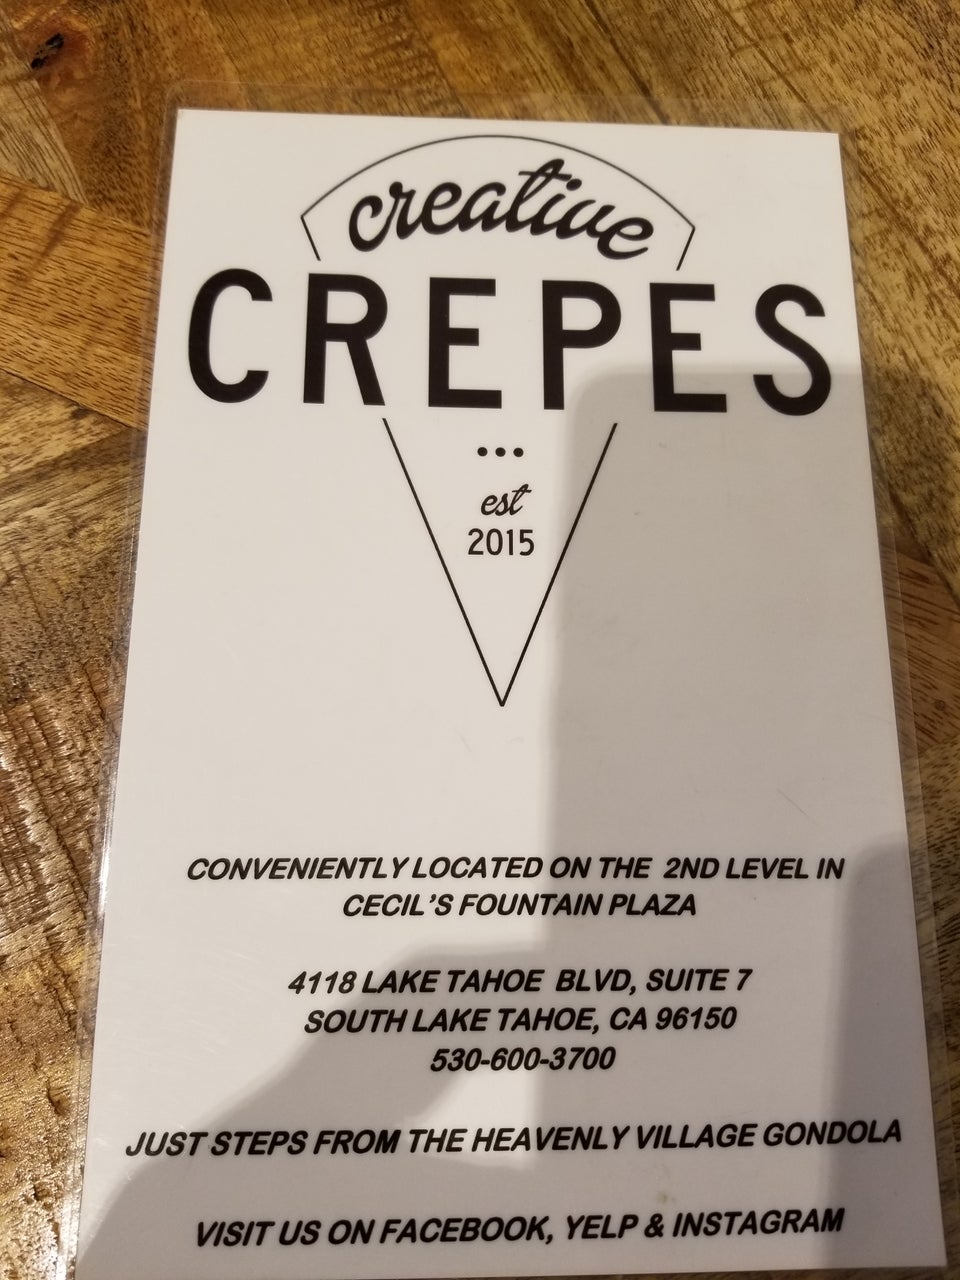 creative
CREPES
...
est
2015
CONVENIENTLY LOCATED ON THE 2ND LEVEL IN
CECIL'S FOUNTAIN PLAZA
4118 LAKE TAHOE BLVD, SUITE 7
SOUTH LAKE TAHOE, CA 96150
530-600-3700
JUST STEPS FROM THE HEAVENLY VILLAGE GONDOLA
VISIT US ON FACEBOOK, YELP & INSTAGRAM